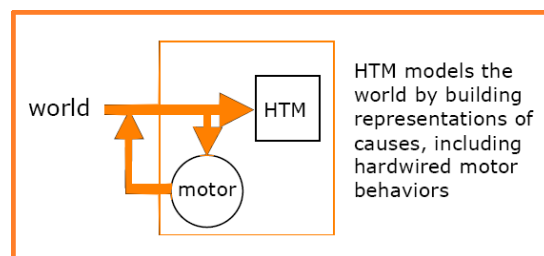 world
HTM
motor
HTM models the
world by building
representations of
causes, including
hardwired motor
behaviors